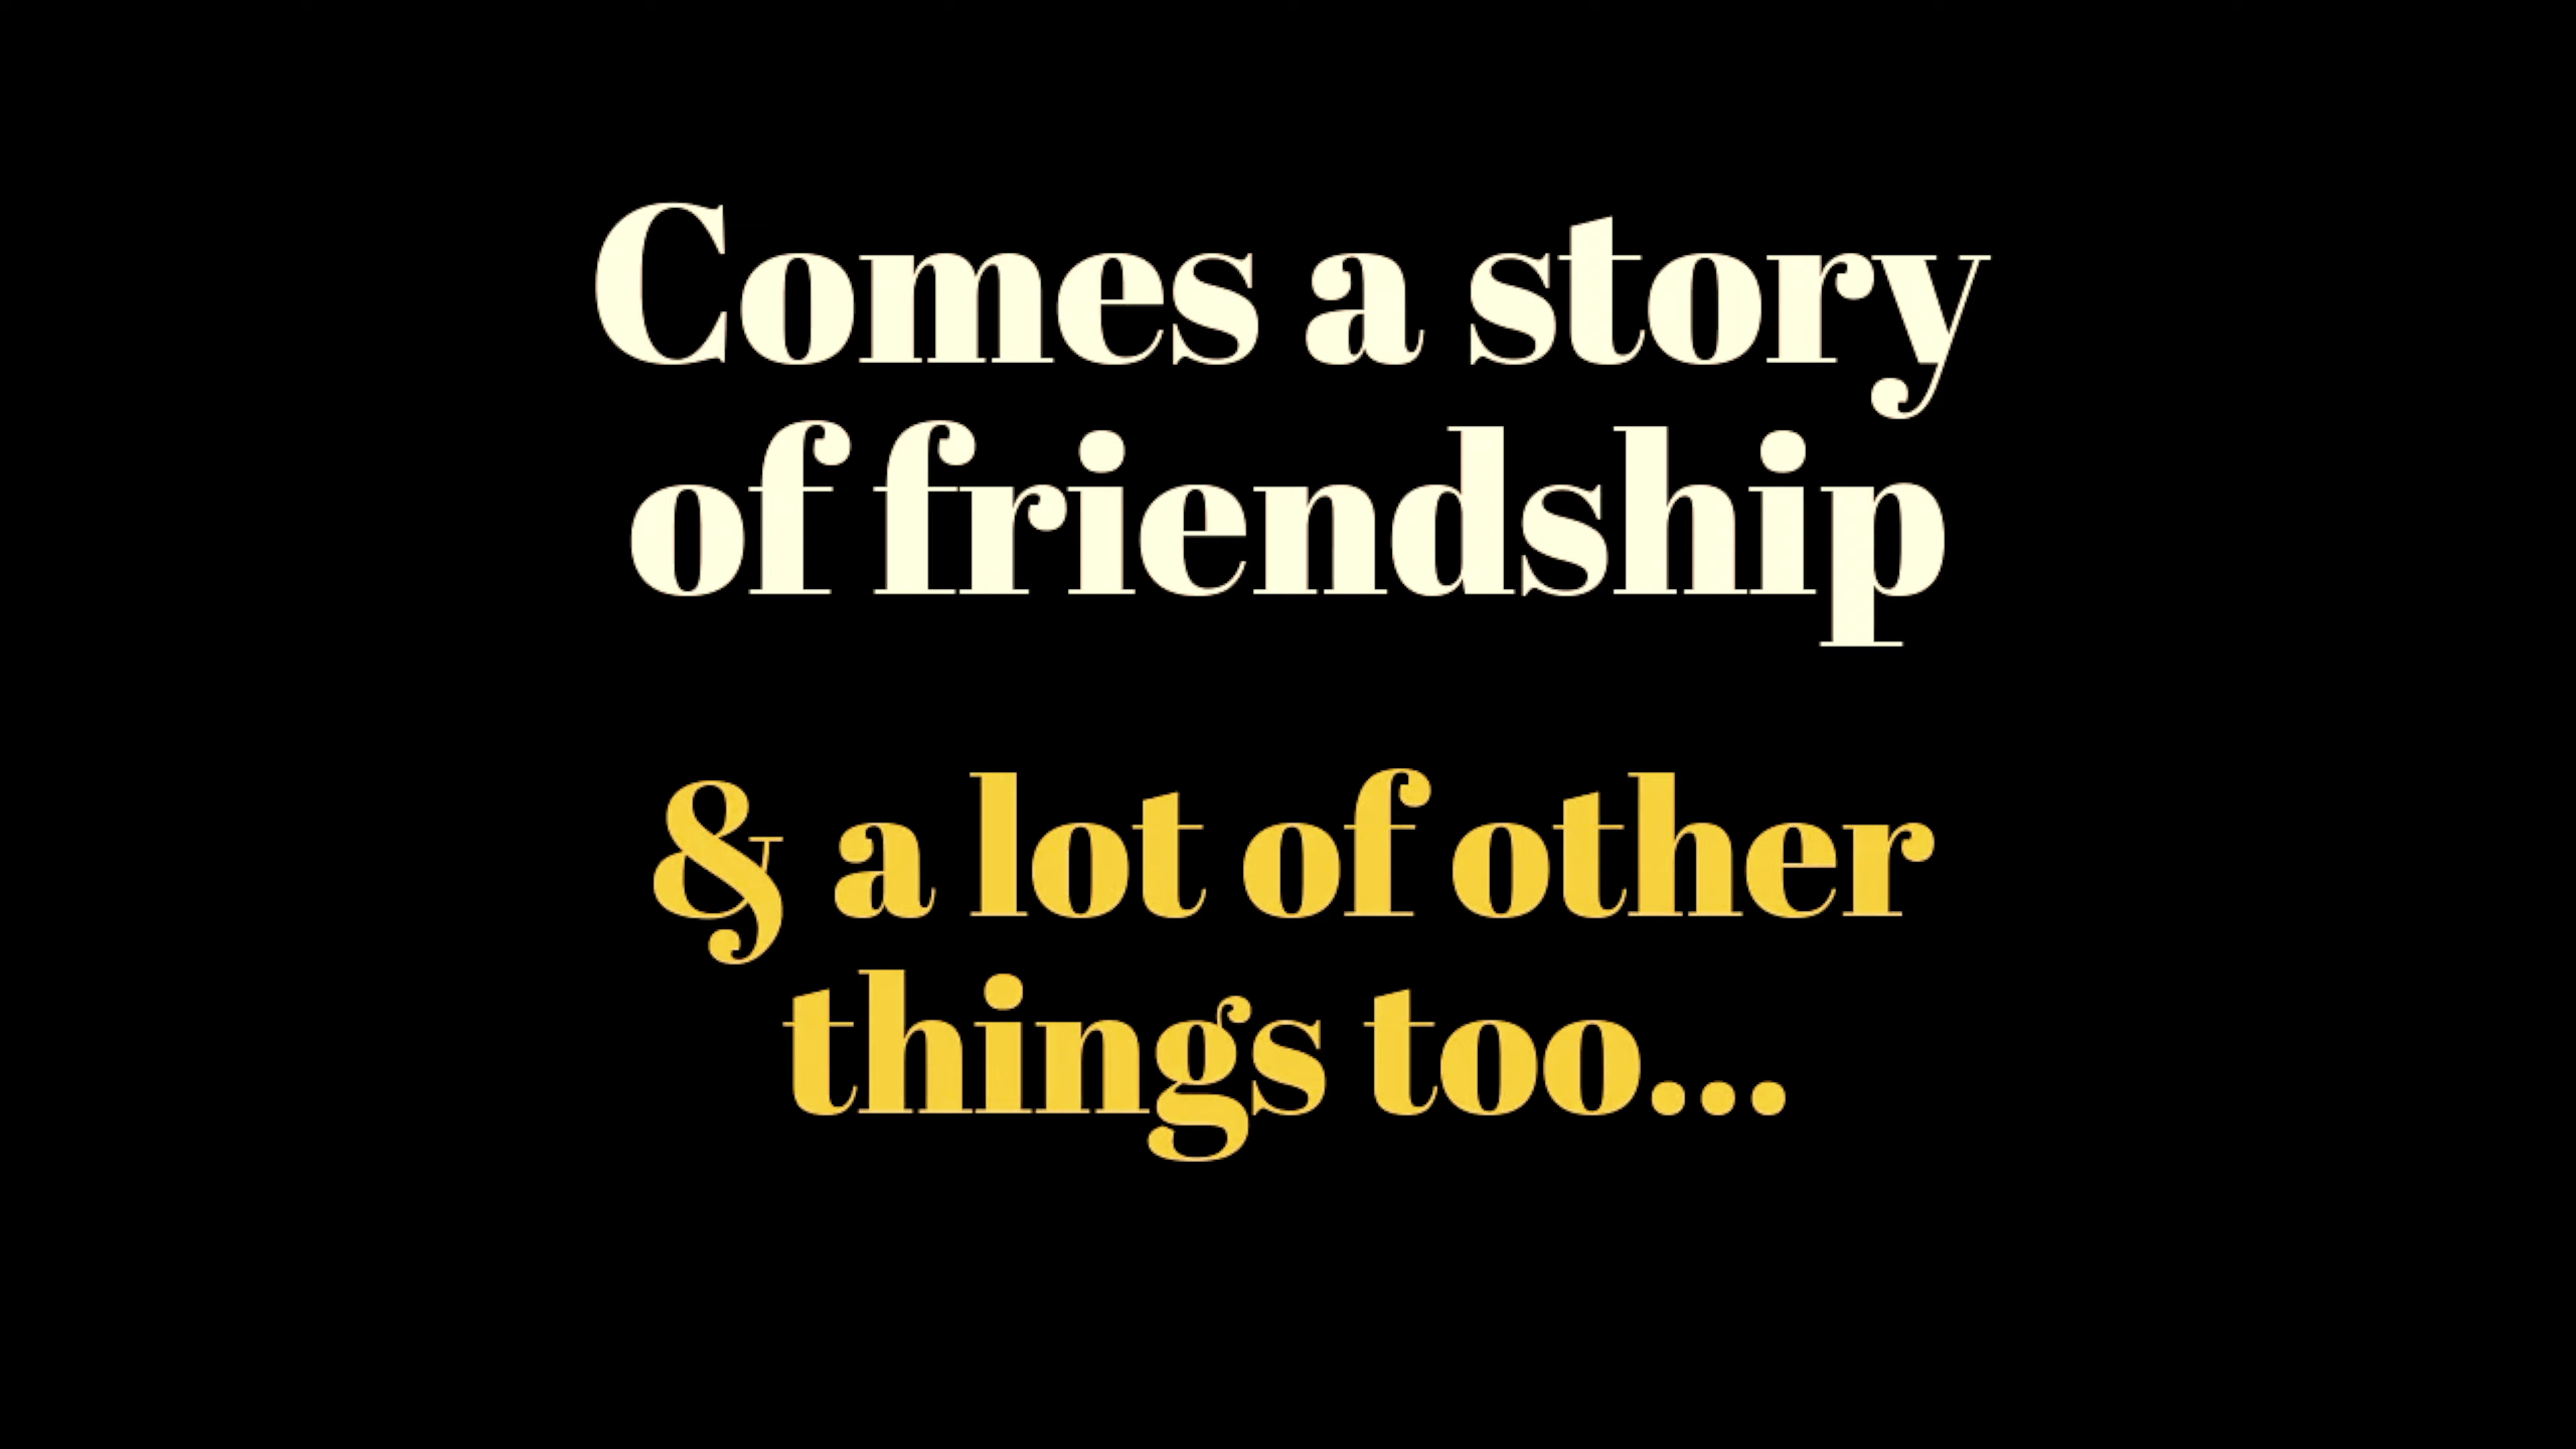 Comes a story
of friendship
& a lot of other
things too...